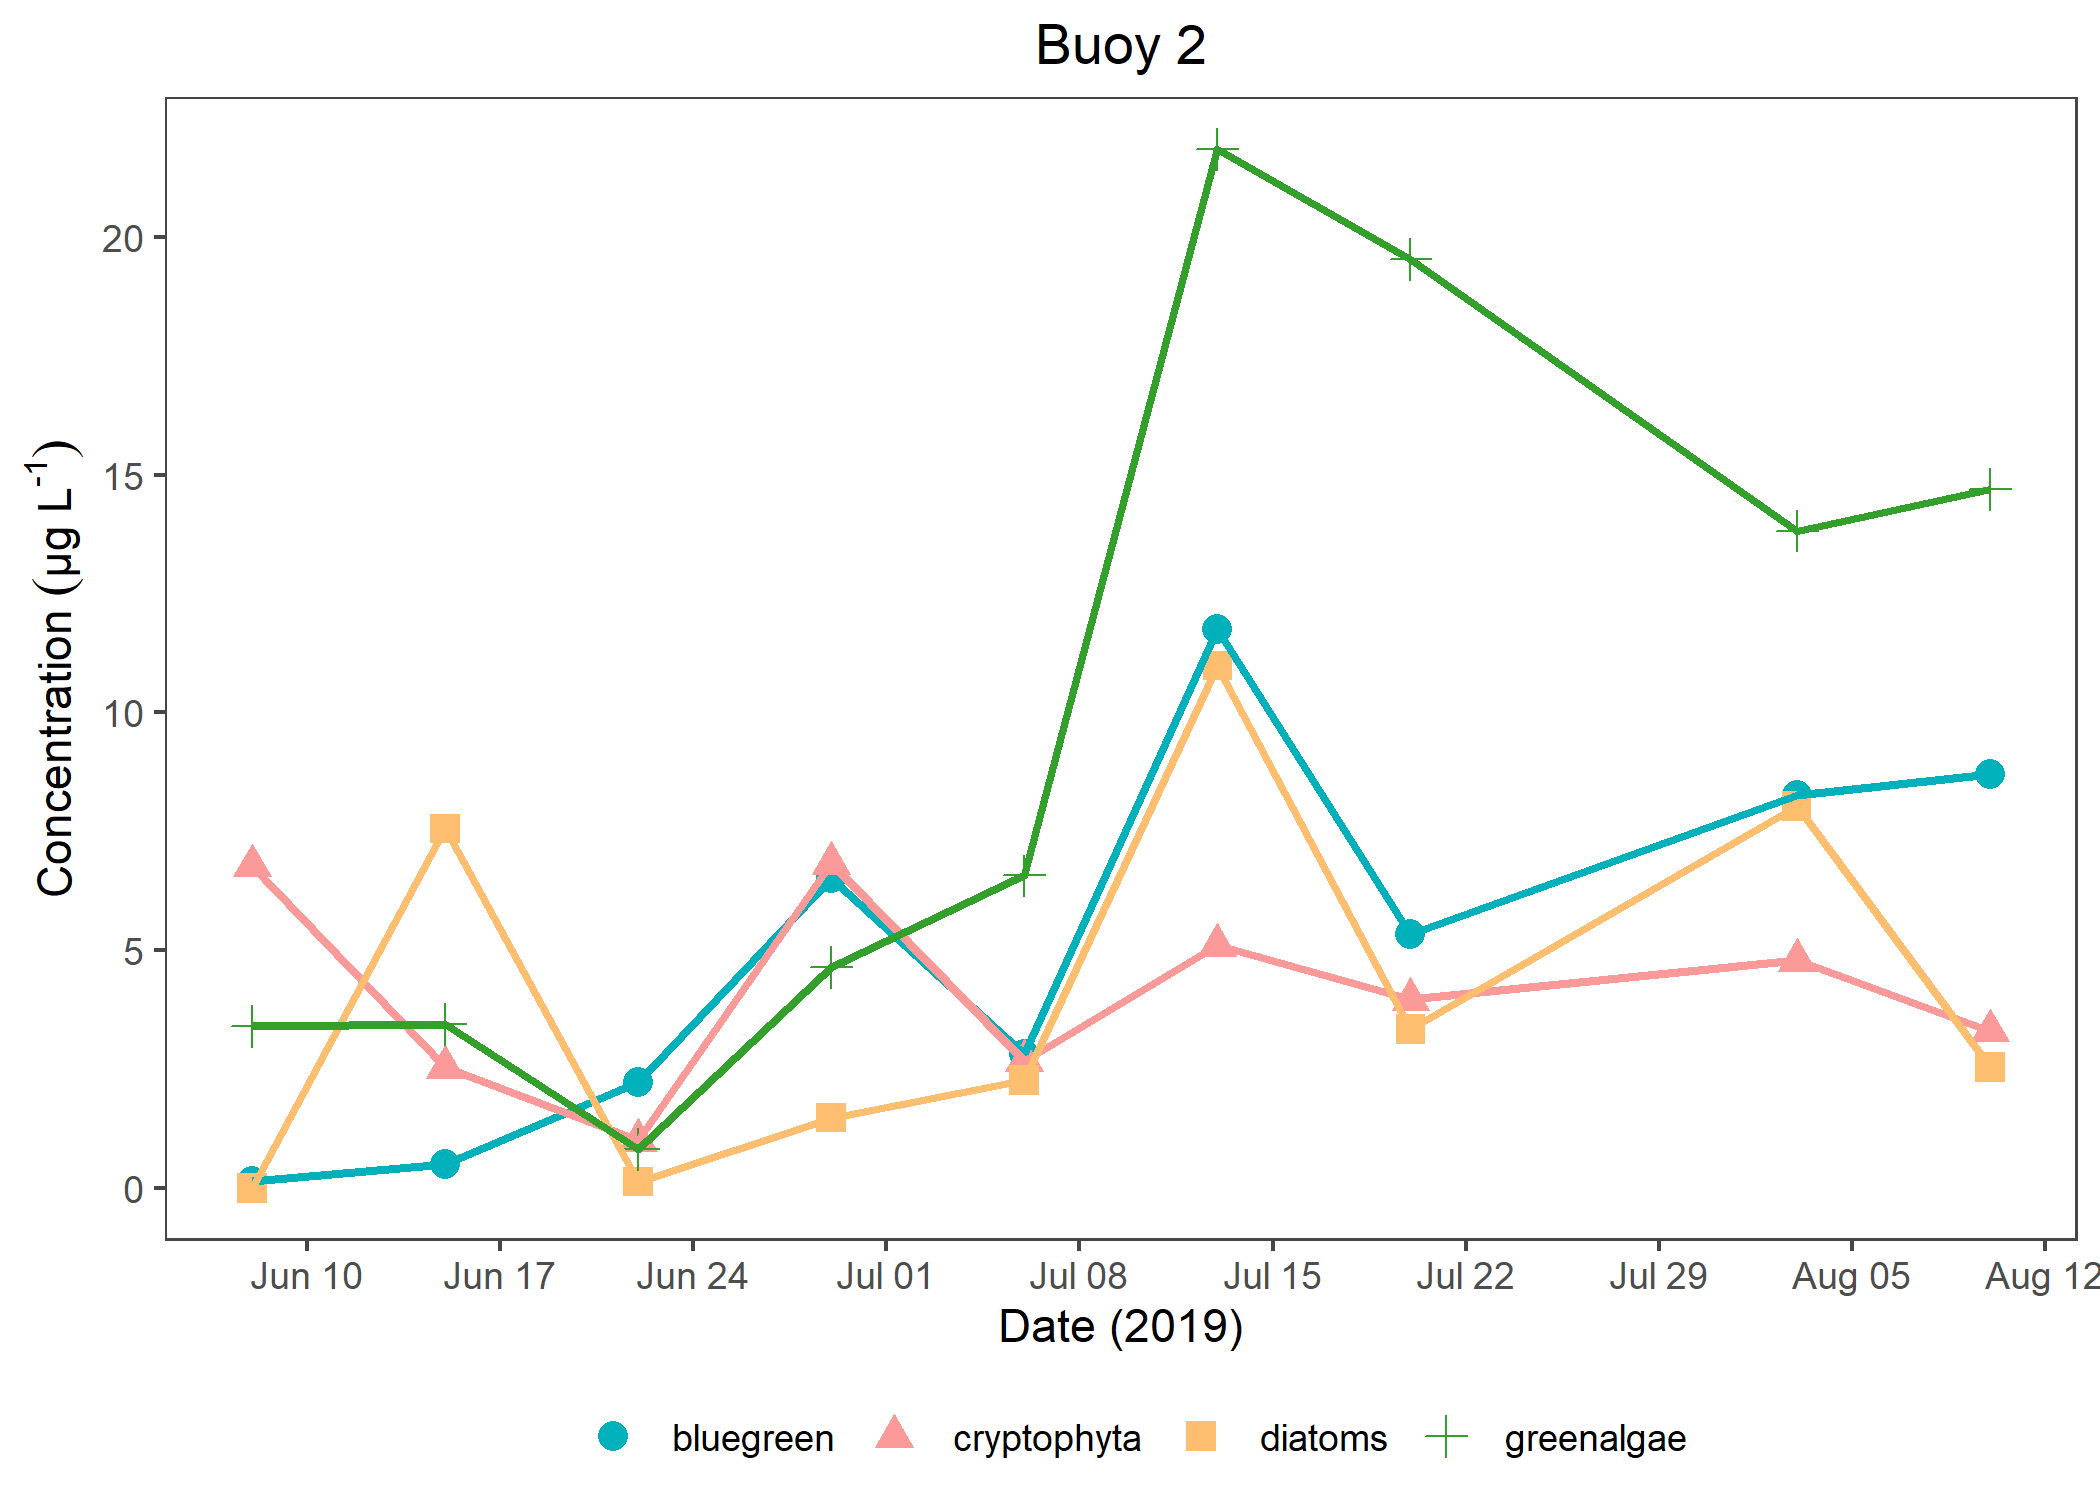 Buoy 2
Concentration (µg L⁻¹)
20
15
10
5
0
Jun 10 Jun 17 Jun 24 Jul 01 Jul 08 Jul 15 Jul 22 Jul 29 Aug 05 Aug 12
Date (2019)
bluegreen cryptophyta diatoms greenalgae